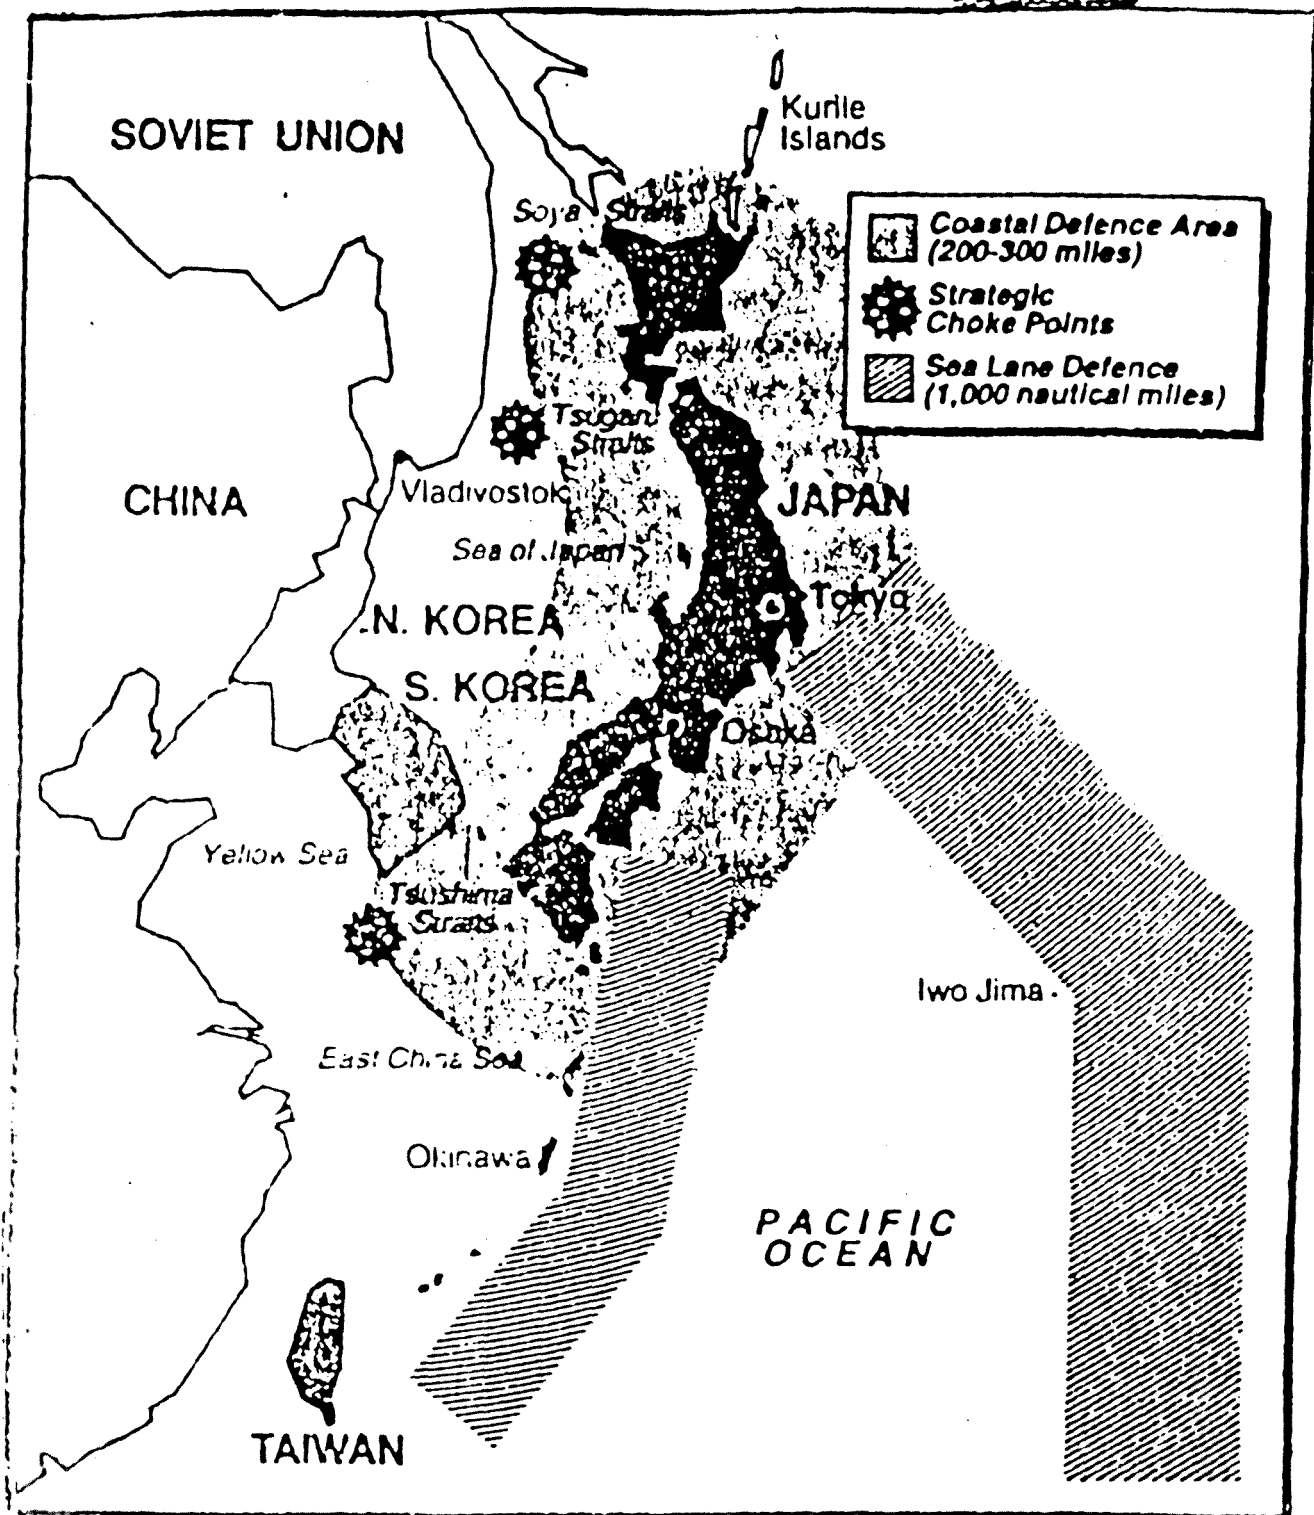 SOVIET UNION
Kurile
Islands
Soya Straits
Coastal Defence Area
(200-300 miles)
Strategic
Choke Points
Sea Lane Defence
(1,000 nautical miles)
Tsugaru
Straits
CHINA
Vladivostok
JAPAN
Sea of Japan
Tokyo
N. KOREA
S. KOREA
Osaka
Yellow Sea
Tsushima
Straits
Iwo Jima
East China Sea
Okinawa
PACIFIC
OCEAN
TAIWAN